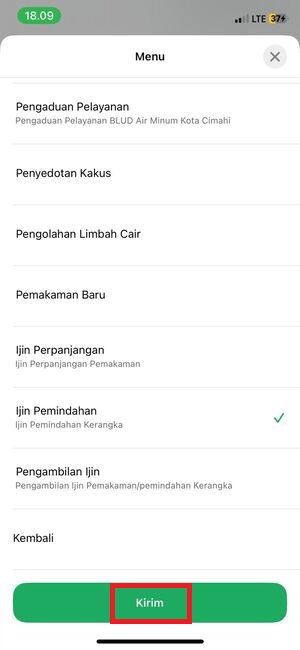 18.09
LTE 37
Menu
Pengaduan Pelayanan
Pengaduan Pelayanan BLUD Air Minum Kota Cimahi
Penyedotan Kakus
Pengolahan Limbah Cair
Pemakaman Baru
Ijin Perpanjangan
Ijin Perpanjangan Pemakaman
Ijin Pemindahan
Ijin Pemindahan Kerangka
Pengambilan Ijin
Pengambilan Ijin Pemakaman/pemindahan Kerangka
Kembali
Kirim